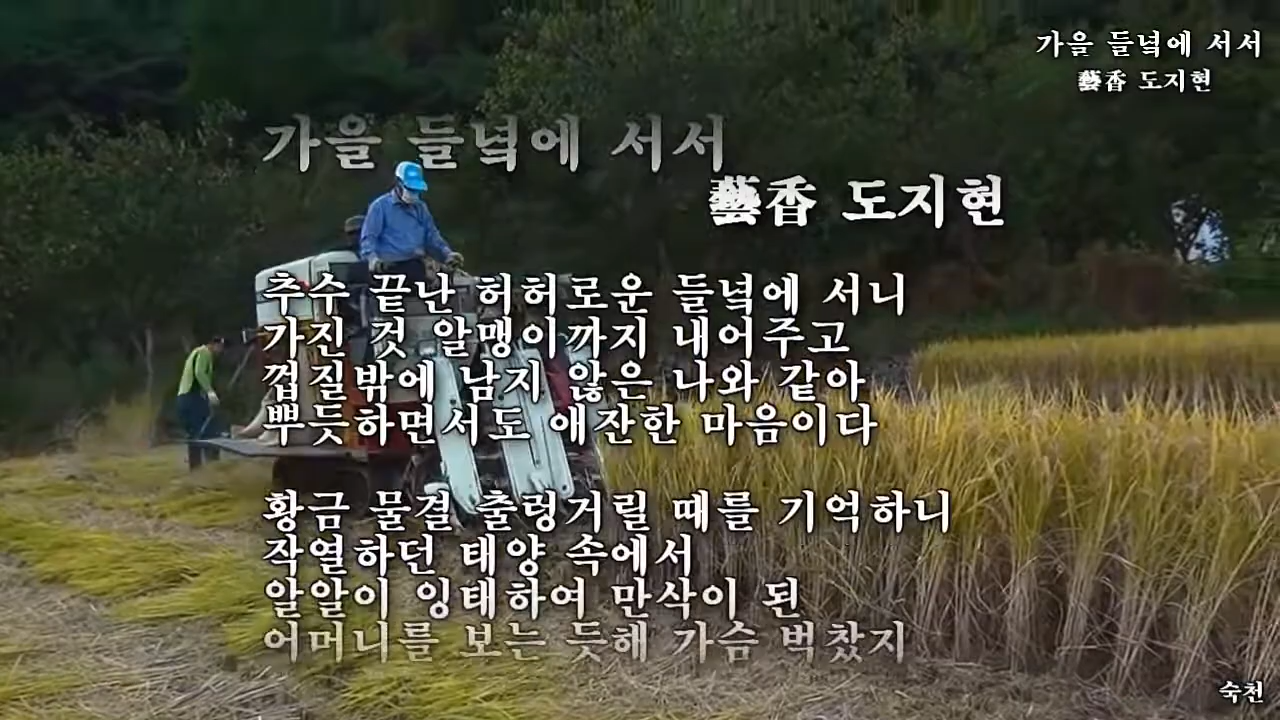 가을 들녘에 서서
藝香 도지현
가을 들녘에 서서
藝香 도지현
추수 끝난 허허로운 들녘에 서니
가진 것 알맹이까지 내어주고
껍질밖에 남지 않은 나와 같아
뿌듯하면서도 애잔한 마음이다
황금 물결 출렁거릴 때를 기억하니
작열하던 태양 속에서
알알이 잉태하여 만삭이 된
어머니를 보는 듯해 가슴 벅찼지
숙천